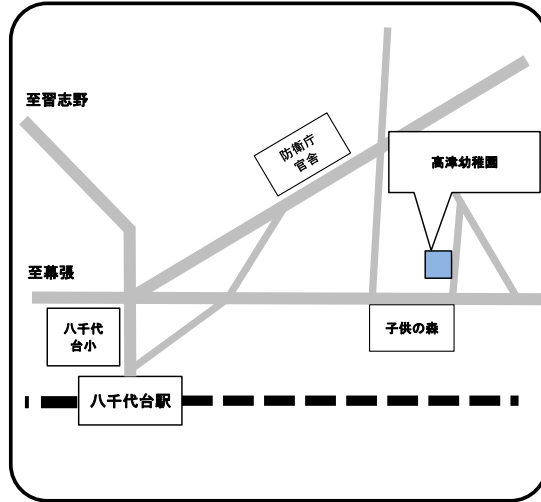 至習志野
防衛庁
官舎
高津幼稚園
至幕張
八千代
台小
子供の森
八千代台駅